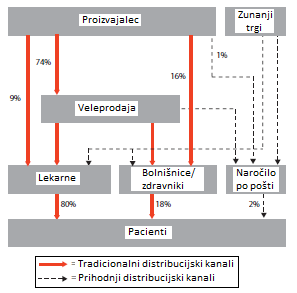 Proizvajalec
Zunanji
trgi
1%
74%
9%
16%
Veleprodaja
Lekarne
Bolnišnice/
zdravniki
Naročilo
po pošti
80%
18%
2%
Pacienti
= Tradicionalni distribucijski kanali
= Prihodnji distribucijski kanali